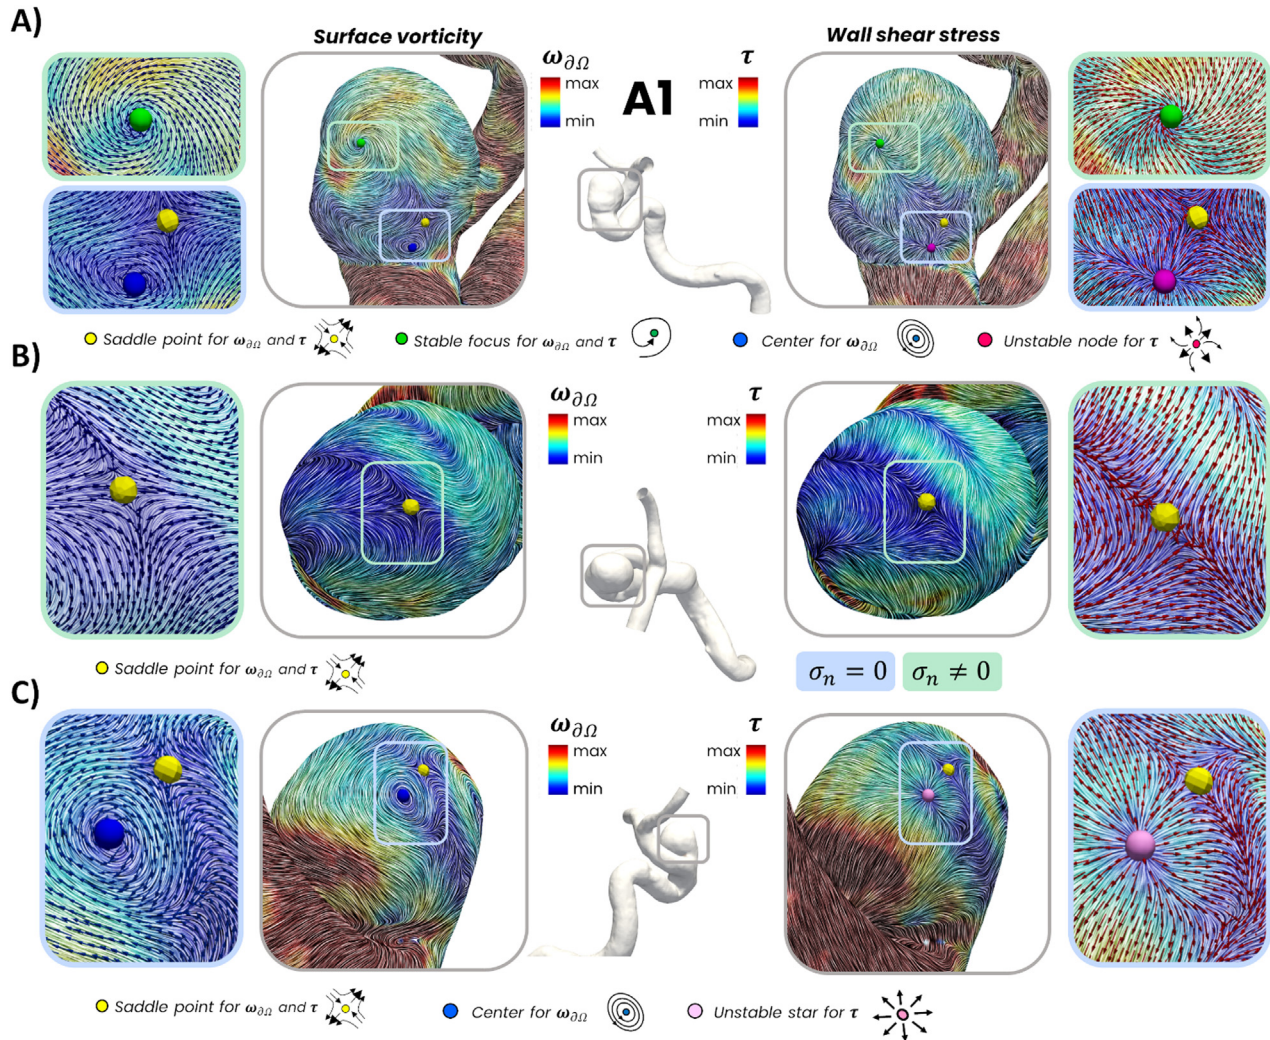 A)
Surface vorticity
Wall shear stress
ω∂Ω
max
min
A1
τ
max
min
Saddle point for ω∂Ω and τ
Stable focus for ω∂Ω and τ
Center for ω∂Ω
Unstable node for τ
B)
ω∂Ω
max
min
τ
max
min
Saddle point for ω∂Ω and τ
σn = 0
σn ≠ 0
C)
ω∂Ω
max
min
τ
max
min
Saddle point for ω∂Ω and τ
Center for ω∂Ω
Unstable star for τ